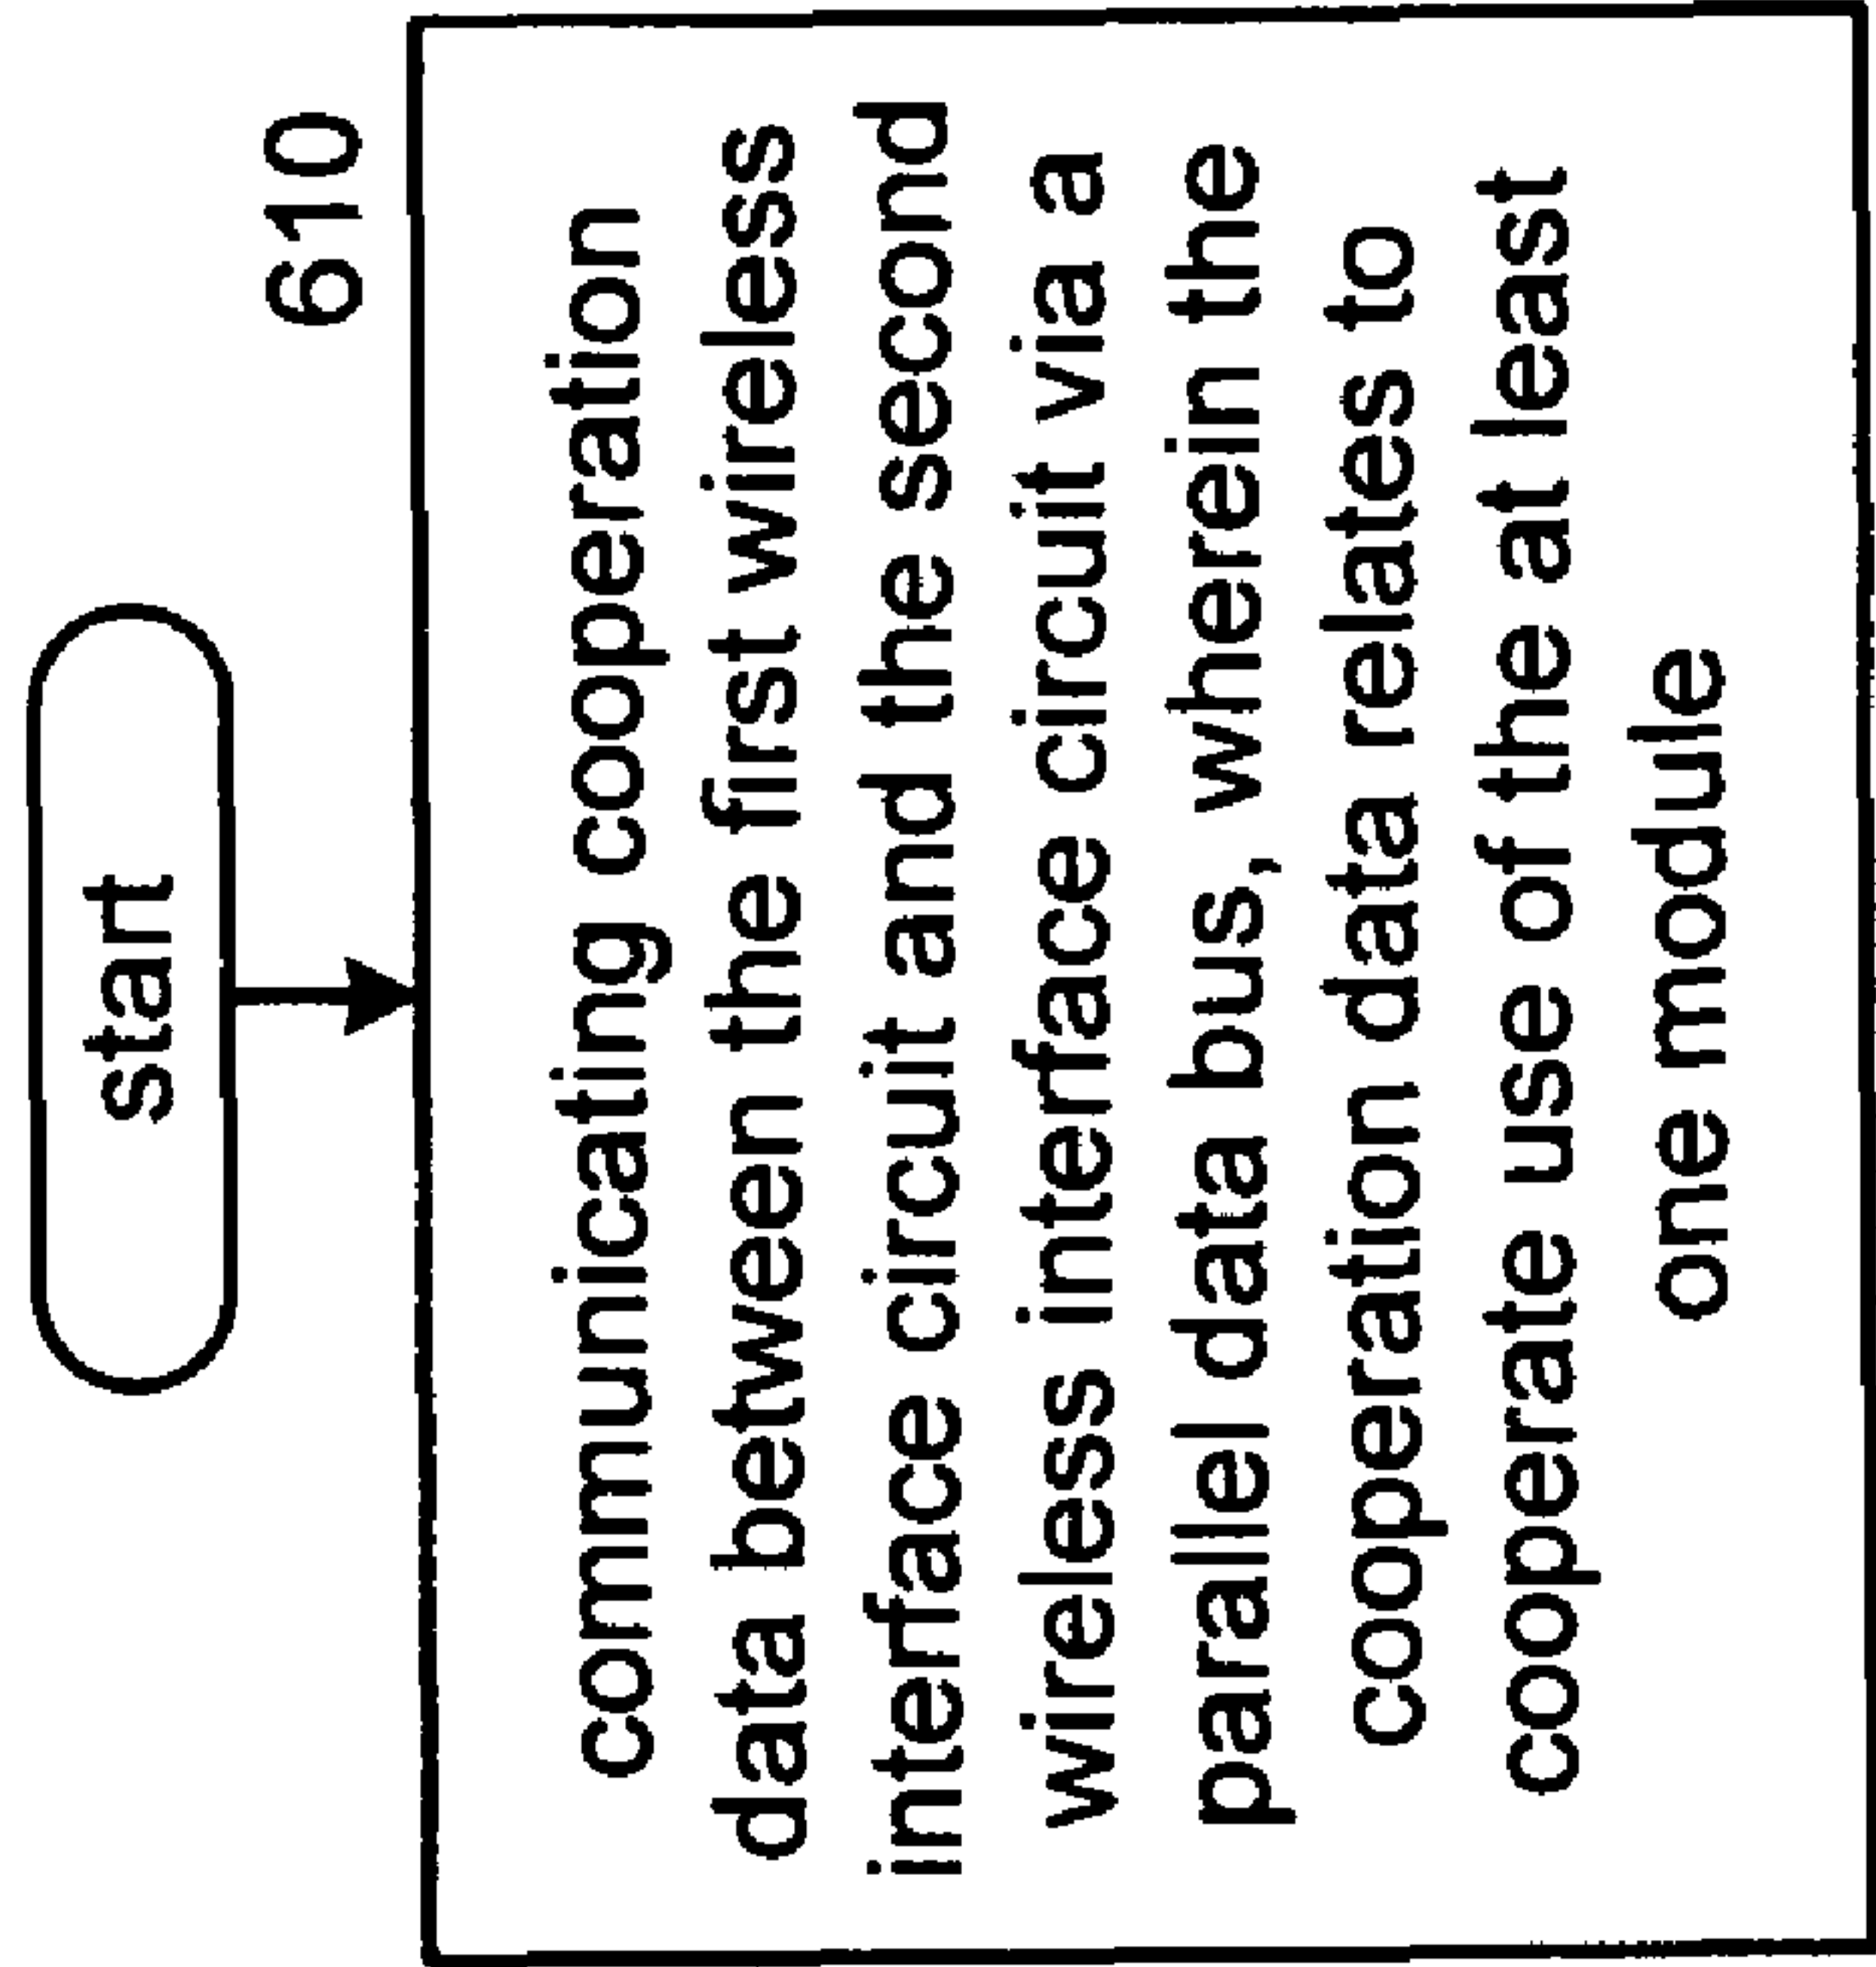 start
610
communicating cooperation
data between the first wireless
interface circuit and the second
wireless interface circuit via a
parallel data bus, wherein the
cooperation data relates to
cooperate use of the at least
one module